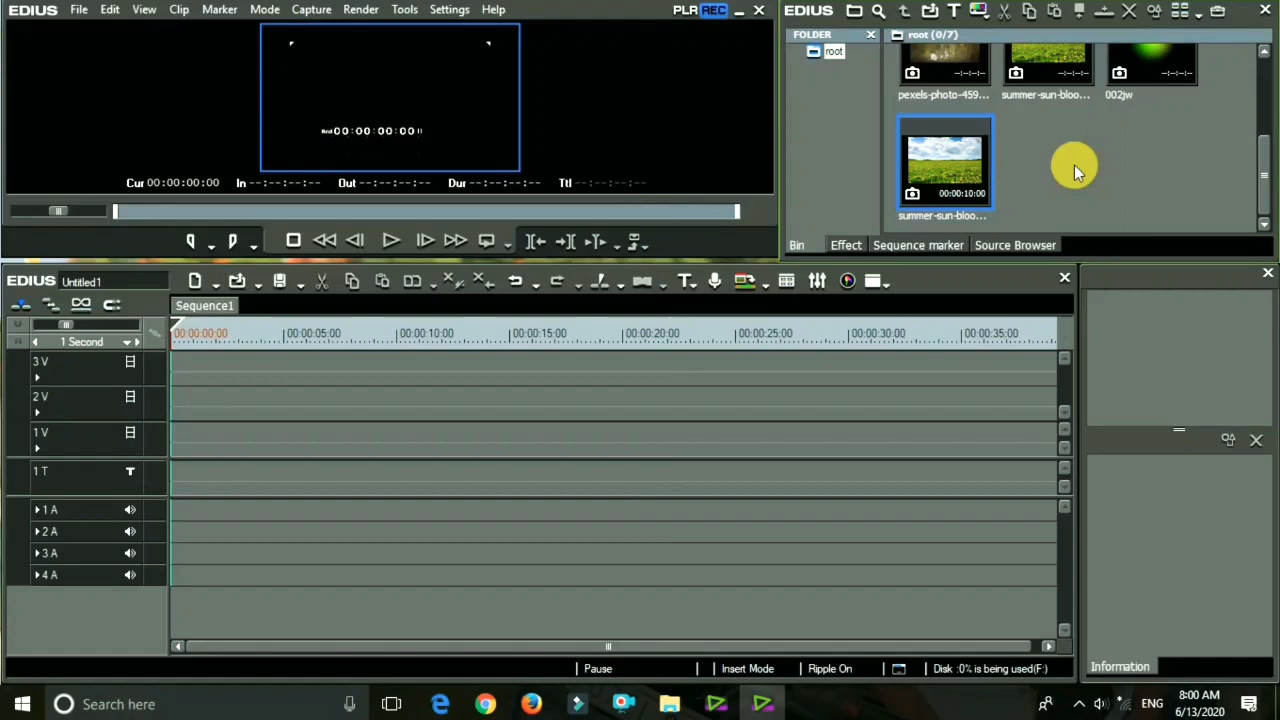 EDIUS File Edit View Clip Marker Mode Capture Render Tools Settings Help PLR REC
00:00:00:00
Cur 00:00:00:00 In --:--:--:-- Out --:--:--:-- Dur --:--:--:-- Ttl --:--:--:--
EDIUS
FOLDER
root
root (0/7)
--:--:--:-- --:--:--:-- --:--:--:--
pexels-photo-459... summer-sun-bloo... 002jw
00:00:10:00
summer-sun-bloo...
Bin Effect Sequence marker Source Browser
EDIUS Untitled1
Sequence1
1 Second
00:00:00:00 00:00:05:00 00:00:10:00 00:00:15:00 00:00:20:00 00:00:25:00 00:00:30:00 00:00:35:00
3 V
2 V
1 V
1 T T
1 A
2 A
3 A
4 A
Pause Insert Mode Ripple On Disk :0% is being used(F:)
Information
Search here
ENG
8:00 AM
6/13/2020